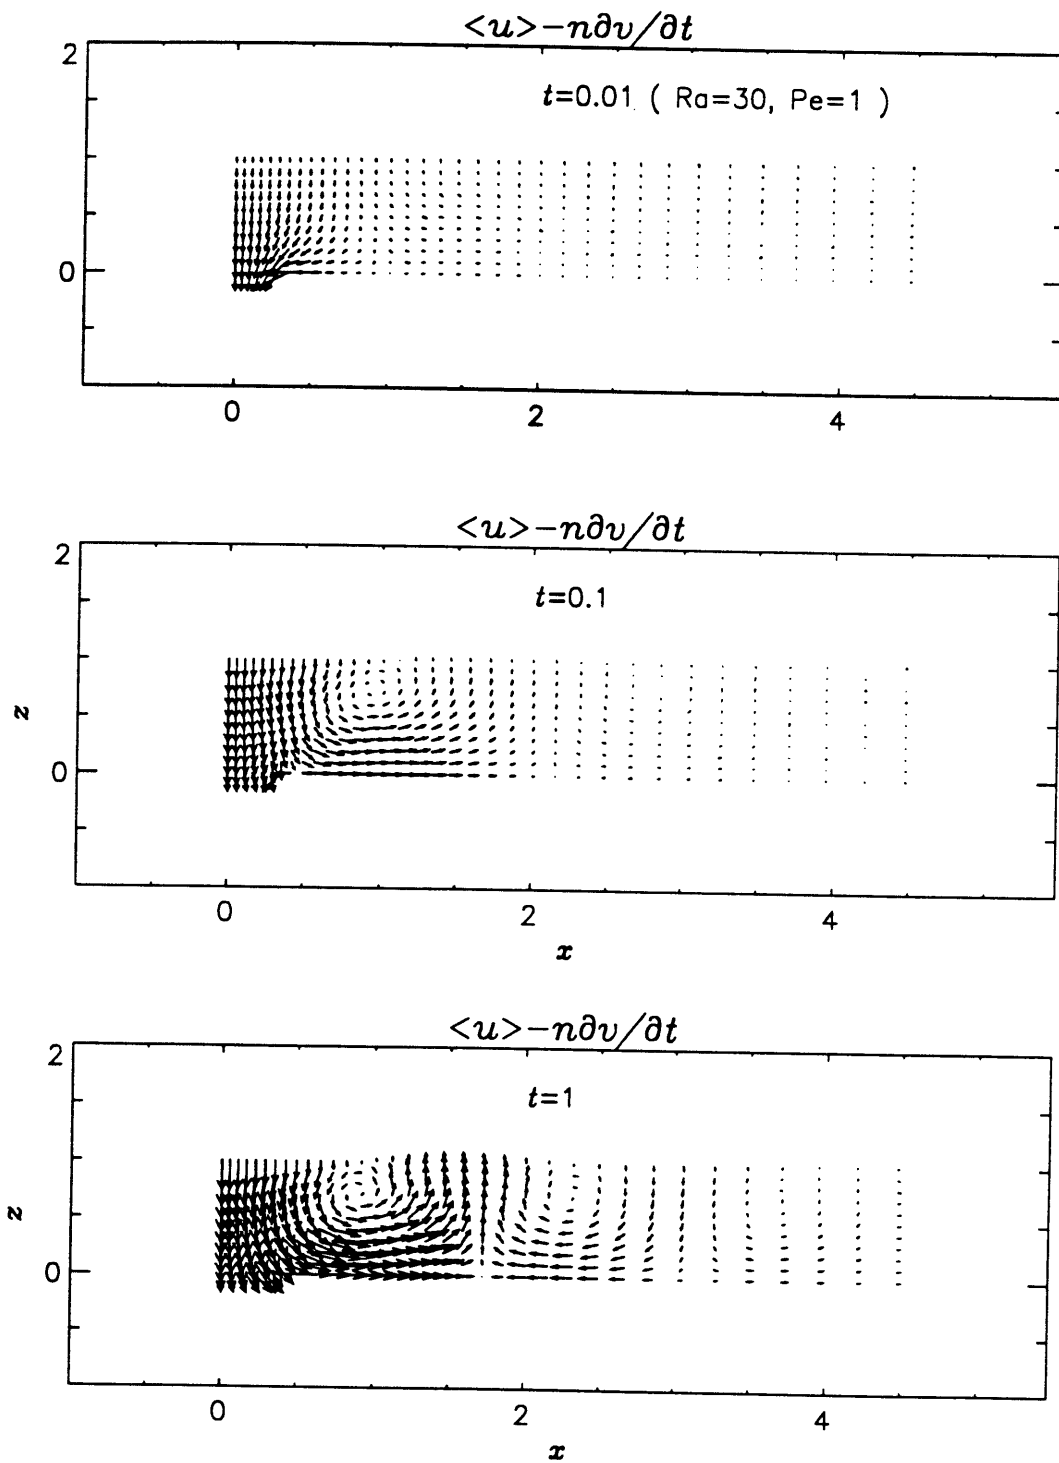 <u>−n∂v/∂t
2
t=0.01 ( Ra=30, Pe=1 )
0
0 2 4
<u>−n∂v/∂t
2
t=0.1
z
0
0 2 4
x
<u>−n∂v/∂t
2
t=1
z
0
0 2 4
x